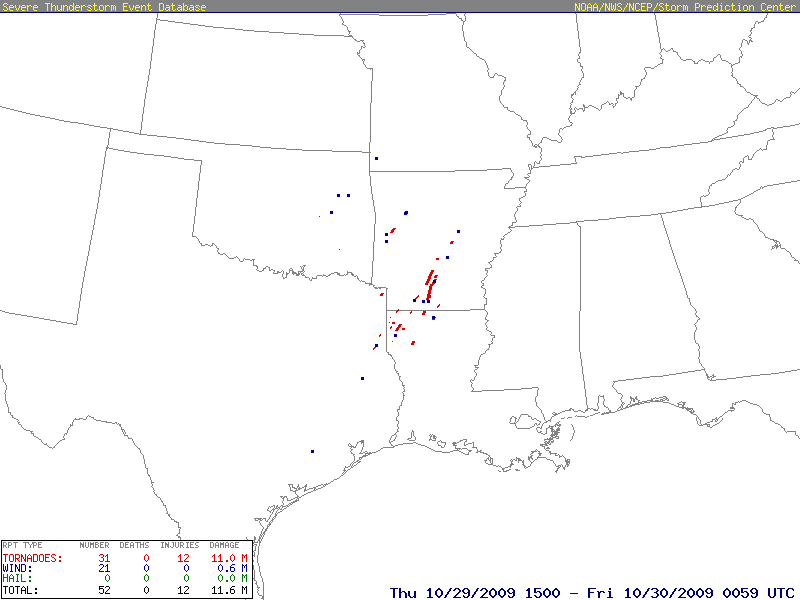 Severe Thunderstorm Event Database NOAA/NWS/NCEP/Storm Prediction Center
RPT TYPE NUMBER DEATHS INJURIES DAMAGE
TORNADOES: 31 0 12 11.0 M
WIND: 21 0 0 0.6 M
HAIL: 0 0 0 0.0 M
TOTAL: 52 0 12 11.6 M
Thu 10/29/2009 1500 – Fri 10/30/2009 0059 UTC